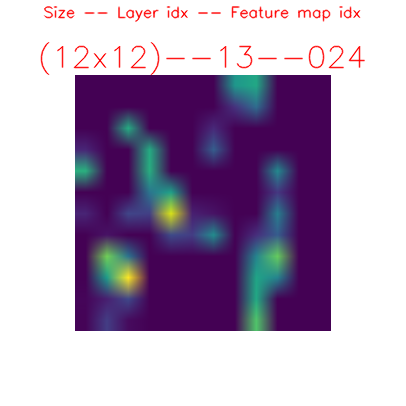 Size -- Layer idx -- Feature map idx
(12x12)--13--024